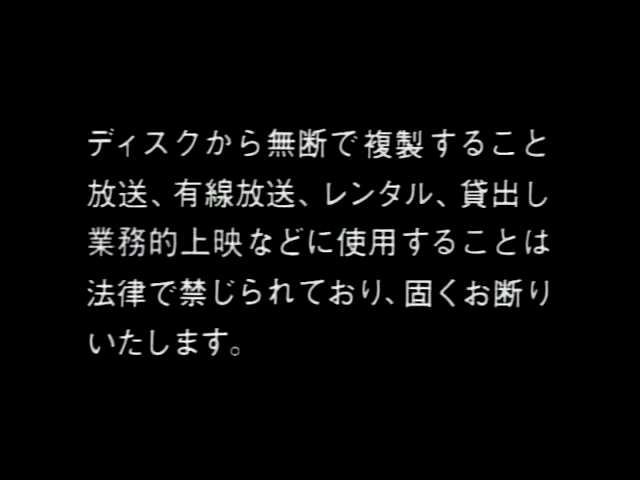 ディスクから無断で複製すること
放送、有線放送、レンタル、貸出し
業務的上映などに使用することは
法律で禁じられており、固くお断り
いたします。